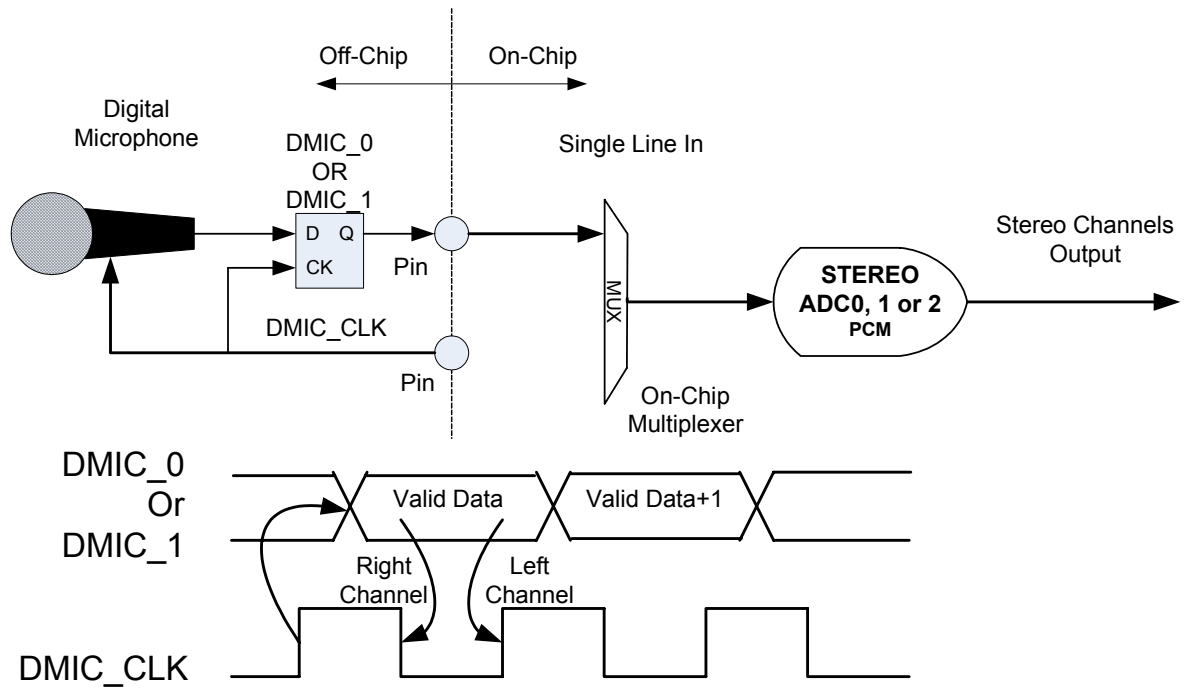 Off-Chip
On-Chip
Digital
Microphone
DMIC_0
OR
DMIC_1
Single Line In
D Q
CK
Pin
DMIC_CLK
Pin
MUX
On-Chip
Multiplexer
STEREO
ADC0, 1 or 2
PCM
Stereo Channels
Output
DMIC_0
Or
DMIC_1
Valid Data
Valid Data+1
Right
Channel
Left
Channel
DMIC_CLK